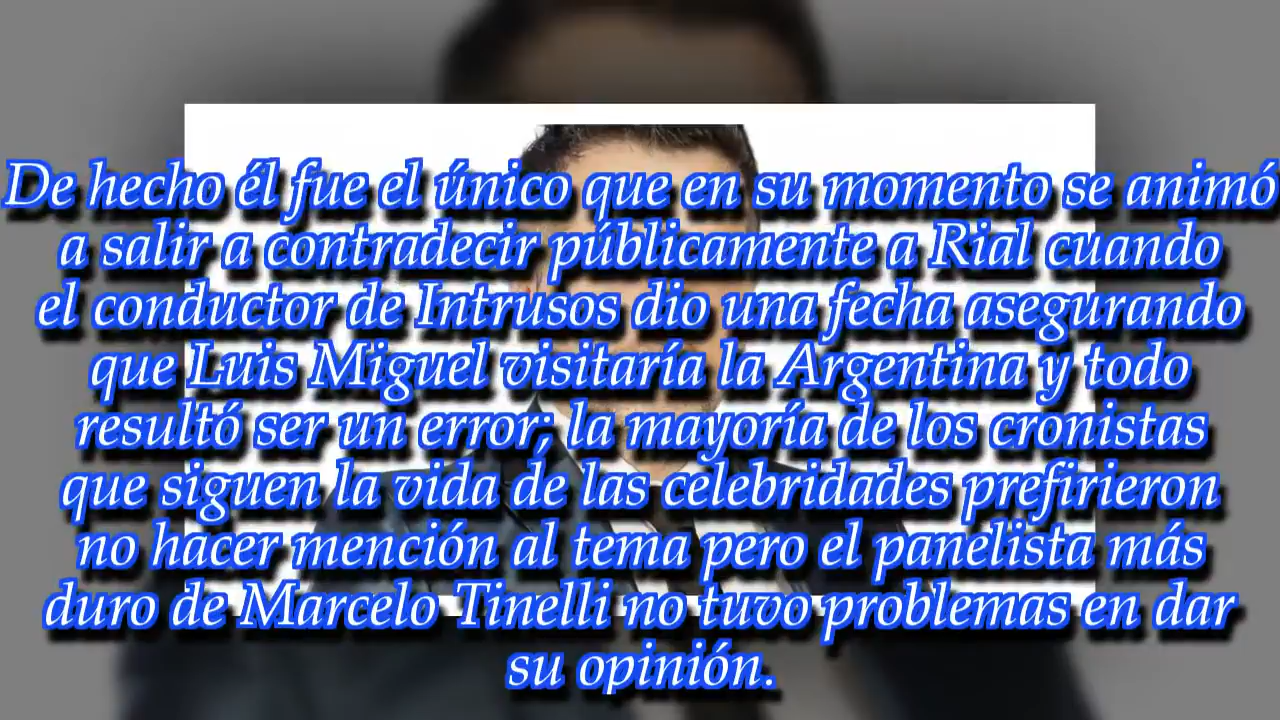 De hecho él fue el único que en su momento se animó
a salir a contradecir públicamente a Rial cuando
el conductor de Intrusos dio una fecha asegurando
que Luis Miguel visitaría la Argentina y todo
resultó ser un error; la mayoría de los cronistas
que siguen la vida de las celebridades prefirieron
no hacer mención al tema pero el panelista más
duro de Marcelo Tinelli no tuvo problemas en dar
su opinión.